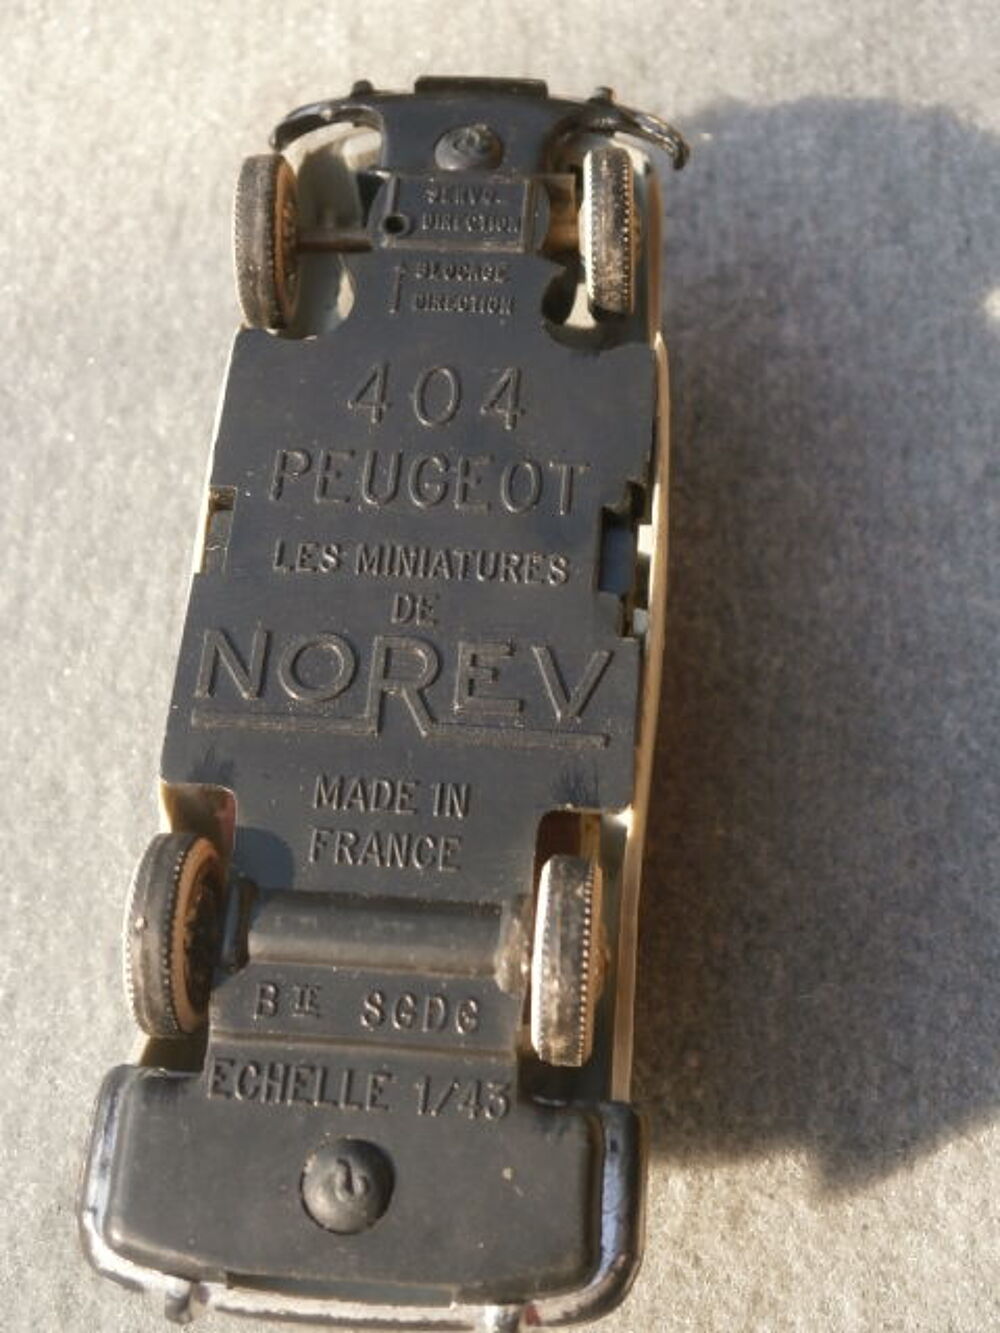 SERVO
DIRECTION
BLOCAGE
DIRECTION
404
PEUGEOT
LES MINIATURES
DE
NOREV
MADE IN
FRANCE
BTE SGDG
ECHELLE 1/43